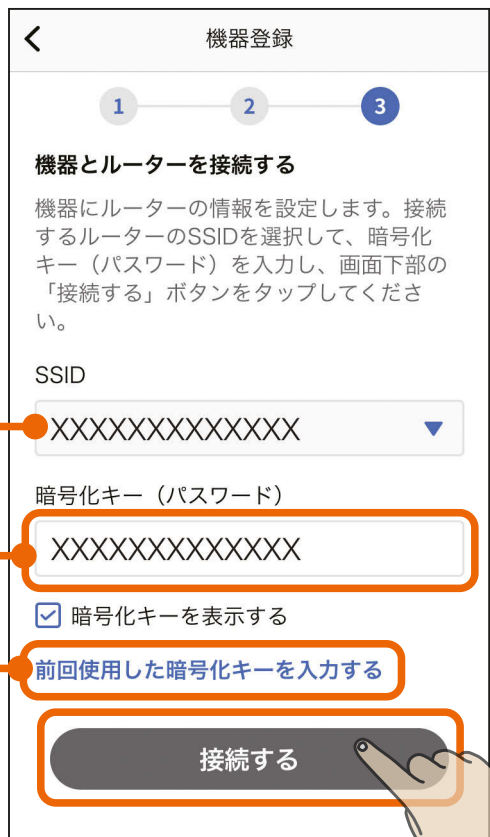 機器登録
1 2 3
機器とルーターを接続する
機器にルーターの情報を設定します。接続
するルーターのSSIDを選択して、暗号化
キー（パスワード）を入力し、画面下部の
「接続する」ボタンをタップしてくださ
い。
SSID
XXXXXXXXXXXXX
暗号化キー（パスワード）
XXXXXXXXXXXXX
暗号化キーを表示する
前回使用した暗号化キーを入力する
接続する